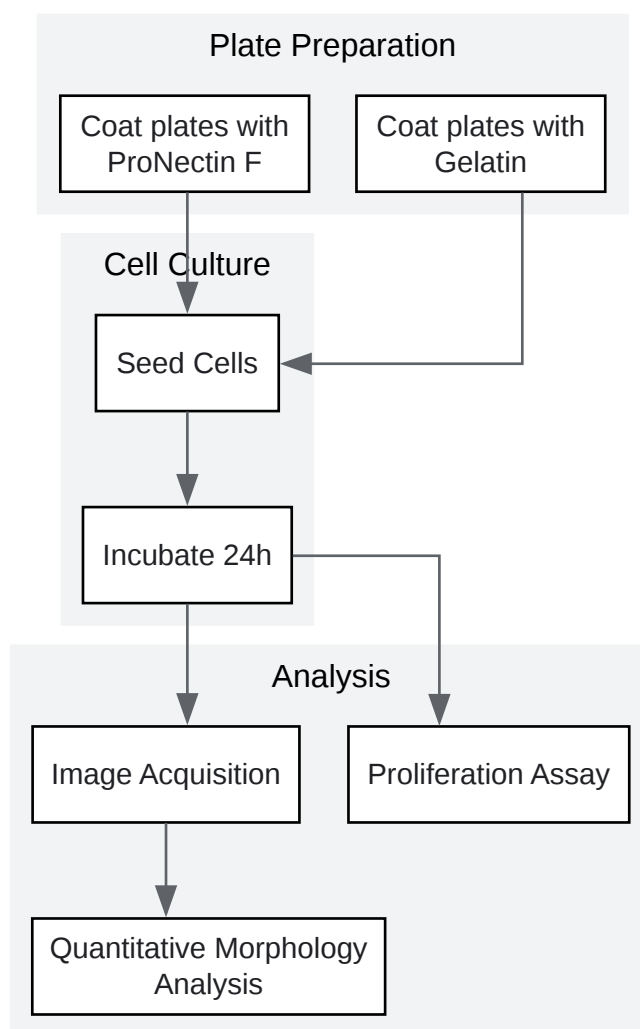 Plate Preparation
Coat plates with
ProNectin F
Coat plates with
Gelatin
Cell Culture
Seed Cells
Incubate 24h
Analysis
Image Acquisition
Proliferation Assay
Quantitative Morphology
Analysis